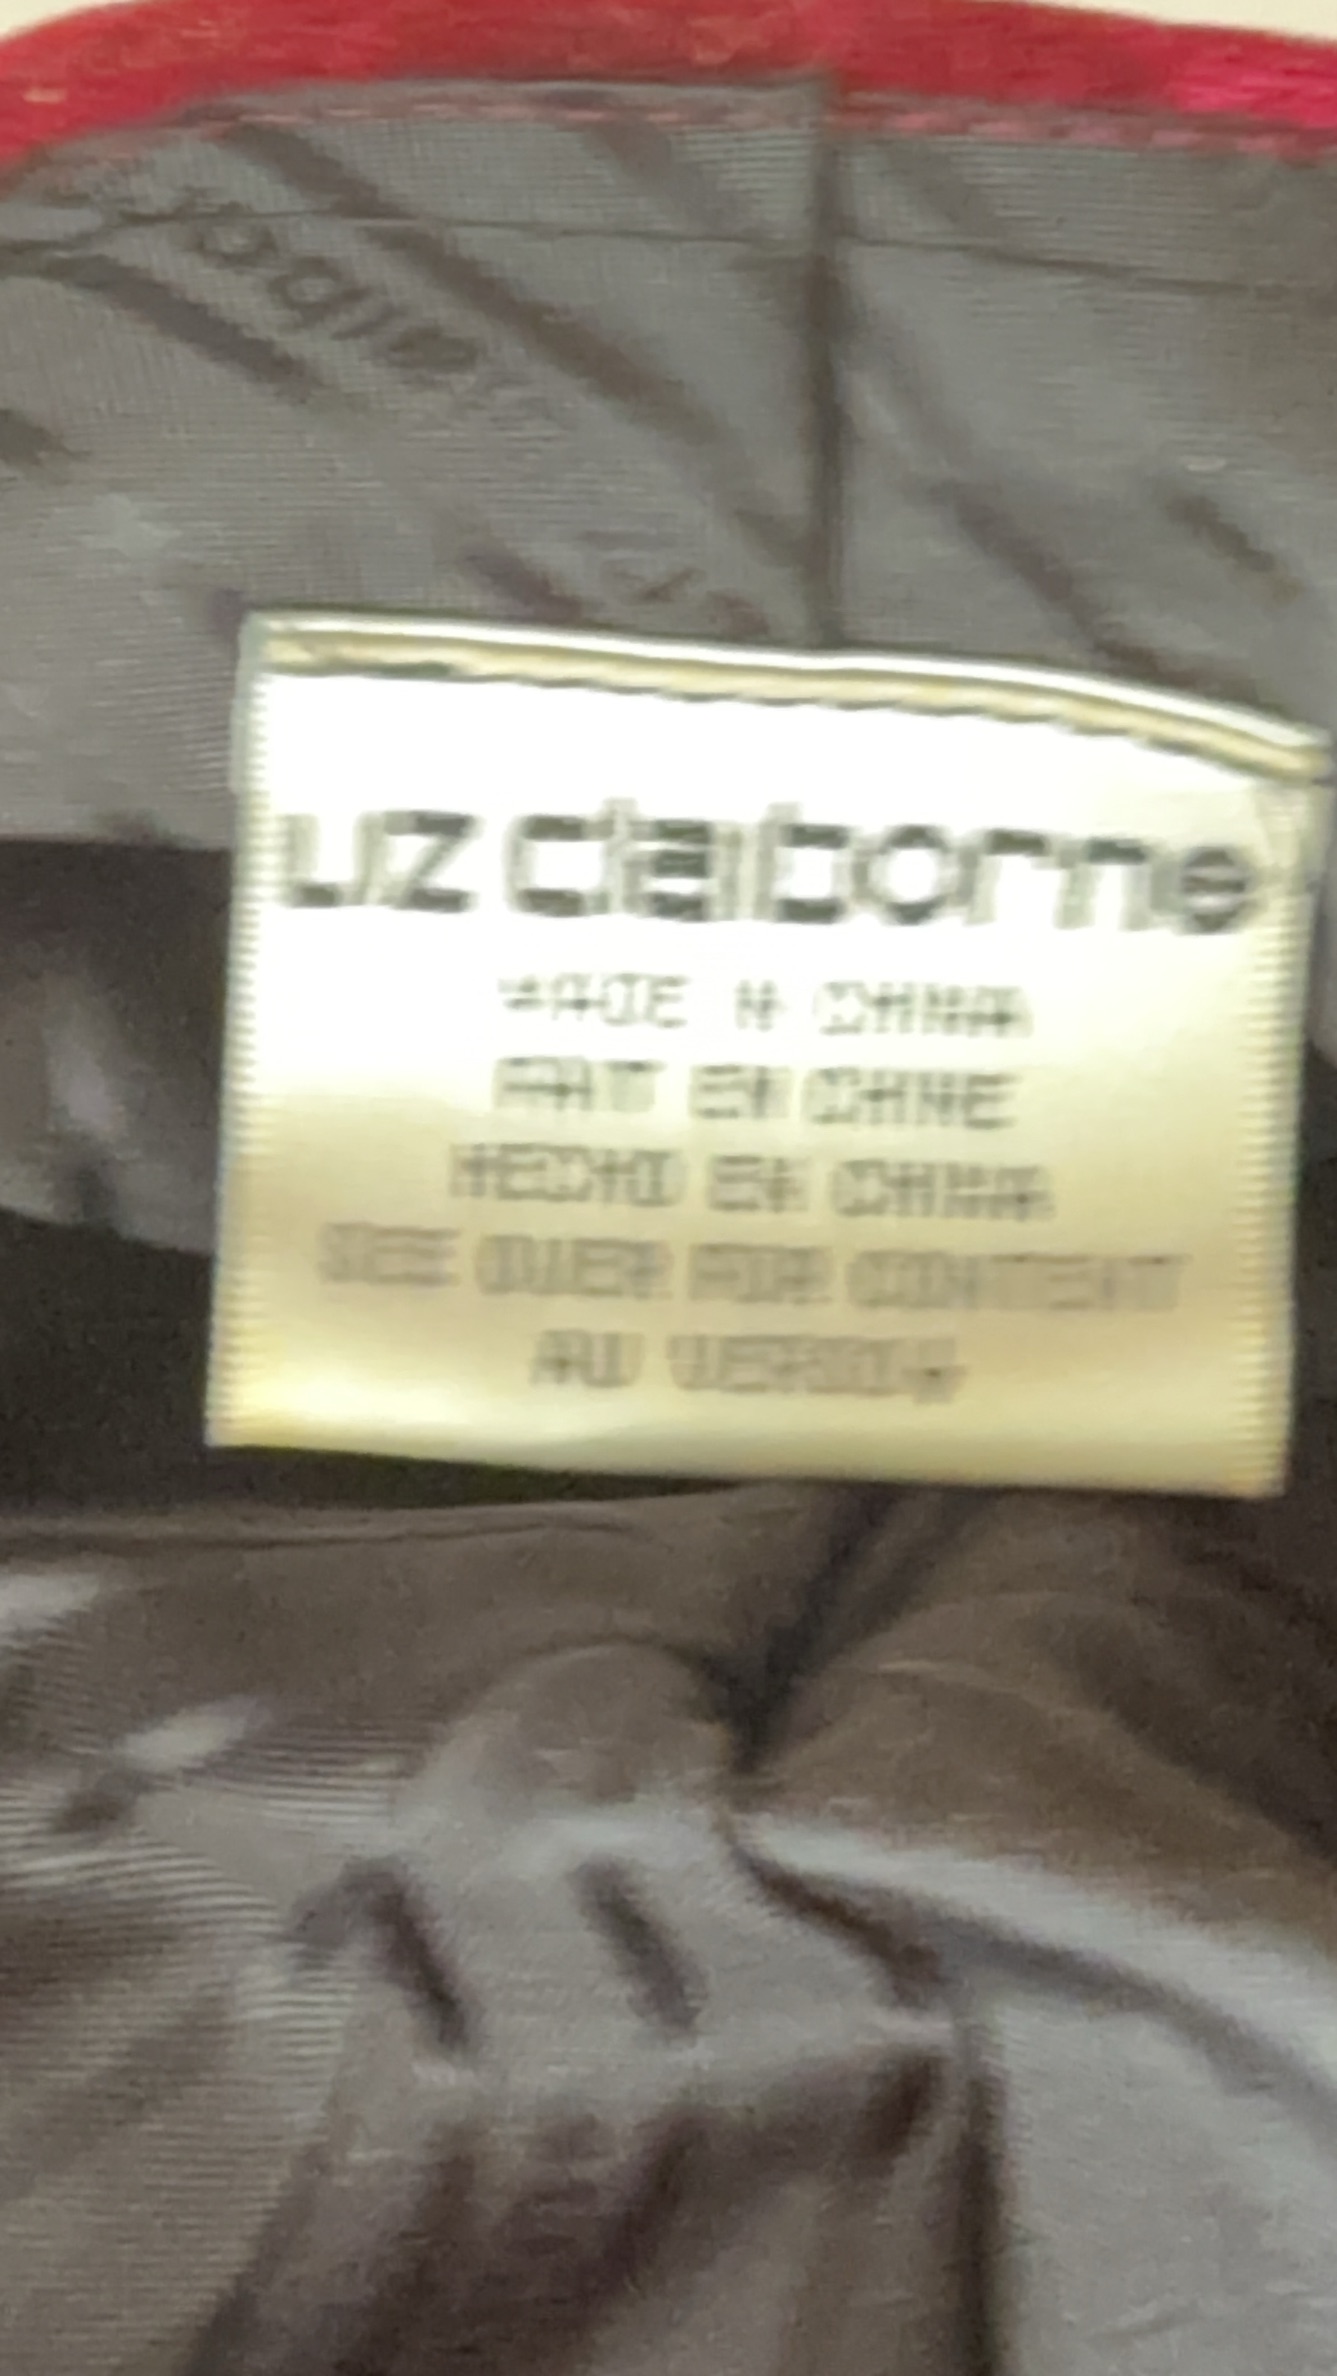 liz claiborne
MADE IN CHINA
FAIT EN CHINE
HECHO EN CHINA
SEE OVER FOR CONTENT
AU VERSO